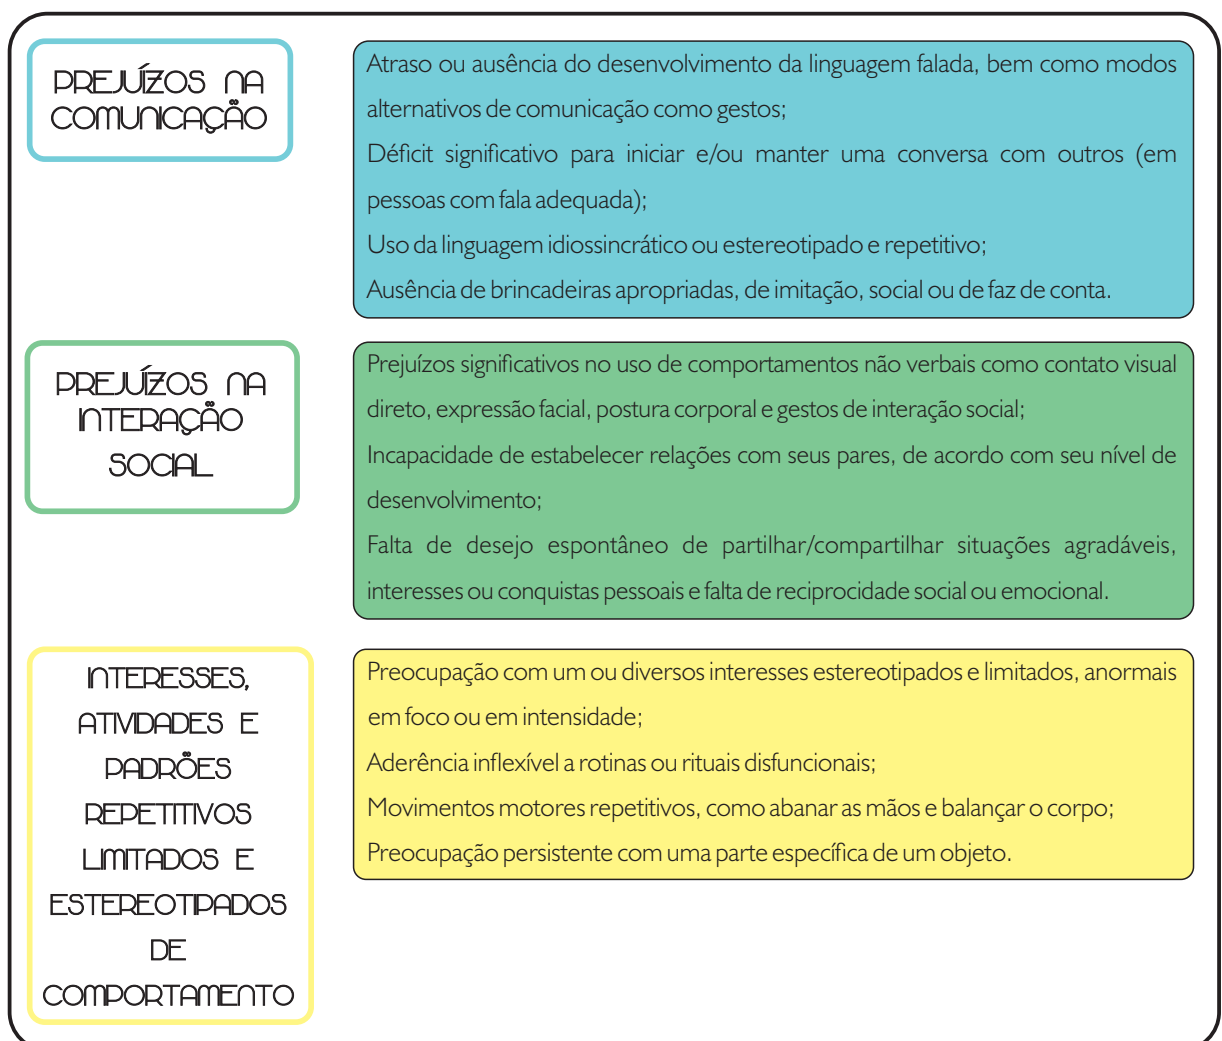 PREJUÍZOS NA
COMUNICAÇÃO
Atraso ou ausência do desenvolvimento da linguagem falada, bem como modos
alternativos de comunicação como gestos;
Déficit significativo para iniciar e/ou manter uma conversa com outros (em
pessoas com fala adequada);
Uso da linguagem idiossincrático ou estereotipado e repetitivo;
Ausência de brincadeiras apropriadas, de imitação, social ou de faz de conta.
PREJUÍZOS NA
INTERAÇÃO
SOCIAL
Prejuízos significativos no uso de comportamentos não verbais como contato visual
direto, expressão facial, postura corporal e gestos de interação social;
Incapacidade de estabelecer relações com seus pares, de acordo com seu nível de
desenvolvimento;
Falta de desejo espontâneo de partilhar/compartilhar situações agradáveis,
interesses ou conquistas pessoais e falta de reciprocidade social ou emocional.
INTERESSES,
ATIVIDADES E
PADRÕES
REPETITIVOS
LIMITADOS E
ESTEREOTIPADOS
DE
COMPORTAMENTO
Preocupação com um ou diversos interesses estereotipados e limitados, anormais
em foco ou em intensidade;
Aderência inflexível a rotinas ou rituais disfuncionais;
Movimentos motores repetitivos, como abanar as mãos e balançar o corpo;
Preocupação persistente com uma parte específica de um objeto.